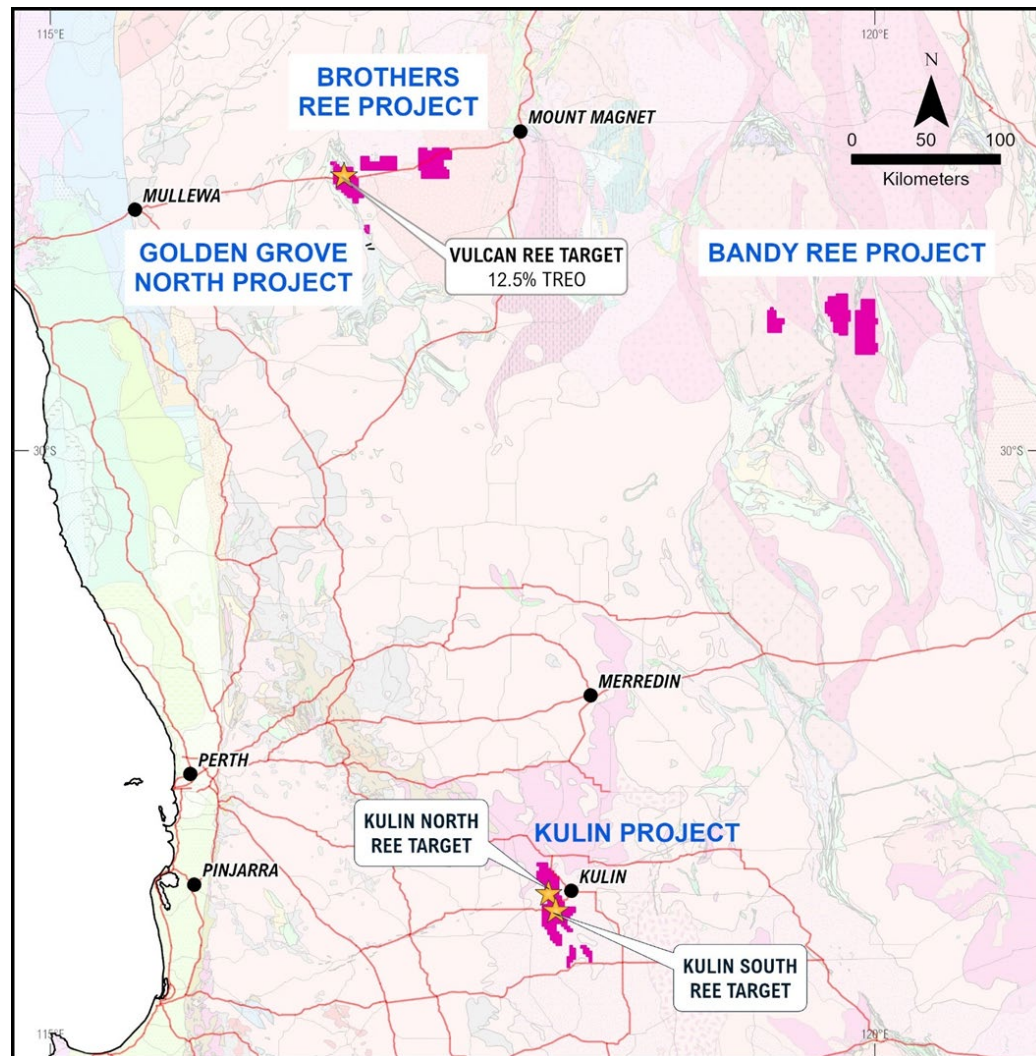 115°E
120°E
BROTHERS
REE PROJECT
N
0 50 100
Kilometers
MOUNT MAGNET
MULLEWA
GOLDEN GROVE
NORTH PROJECT
VULCAN REE TARGET
12.5% TREO
BANDY REE PROJECT
30°S
30°S
MERREDIN
PERTH
KULIN NORTH
REE TARGET
KULIN PROJECT
PINJARRA
KULIN
KULIN SOUTH
REE TARGET
115°E
120°E